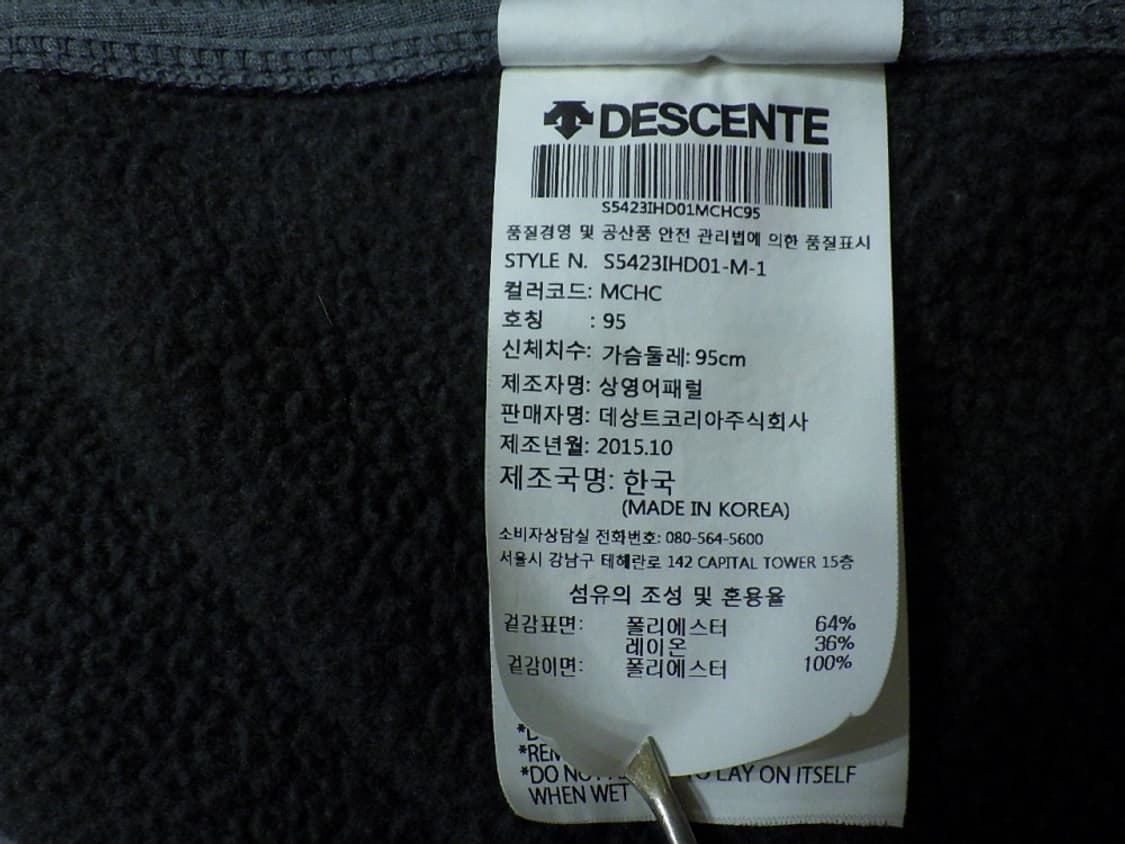 DESCENTE
S5423IHD01MCHC95
품질경영 및 공산품 안전 관리법에 의한 품질표시
STYLE N. S5423IHD01-M-1
컬러코드: MCHC
호칭 : 95
신체치수: 가슴둘레: 95cm
제조자명: 상영어패럴
판매자명: 데상트코리아주식회사
제조년월: 2015.10
제조국명: 한국
(MADE IN KOREA)
소비자상담실 전화번호: 080-564-5600
서울시 강남구 테헤란로 142 CAPITAL TOWER 15층
섬유의 조성 및 혼용율
겉감표면: 폴리에스터 64%
레이온 36%
겉감이면: 폴리에스터 100%
*DO LAY ON ITSELF
WHEN WET